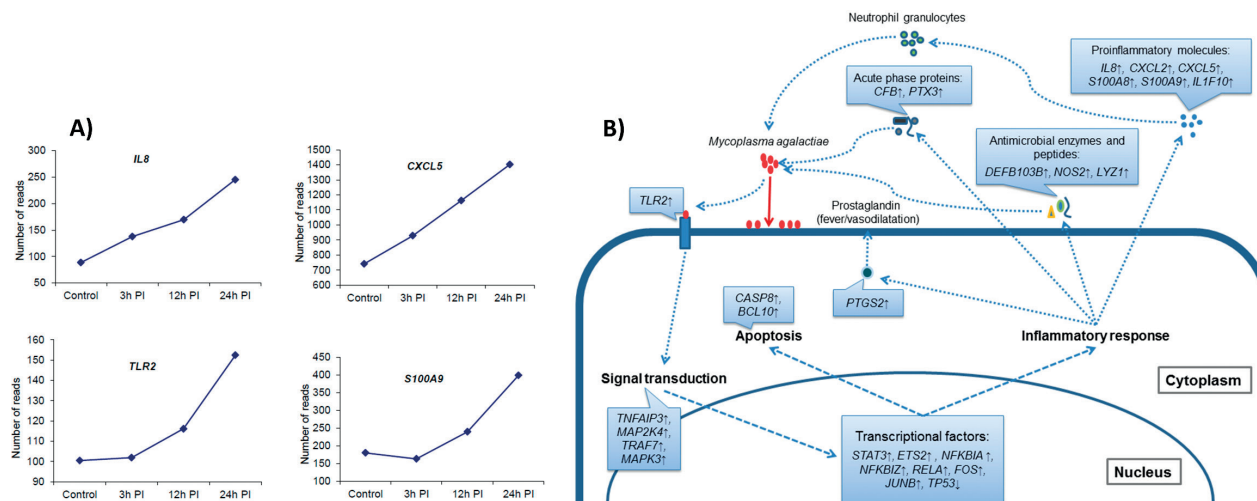 A)
IL8
Number of reads
300
250
200
150
100
50
Control 3h PI 12h PI 24h PI
CXCL5
Number of reads
1500
1400
1300
1200
1100
1000
900
800
700
600
Control 3h PI 12h PI 24h PI
TLR2
Number of reads
160
150
140
130
120
110
100
90
Control 3h PI 12h PI 24h PI
S100A9
Number of reads
450
400
350
300
250
200
150
100
Control 3h PI 12h PI 24h PI
B)
Neutrophil granulocytes
Proinflammatory molecules:
IL8↑, CXCL2↑, CXCL5↑,
S100A8↑, S100A9↑, IL1F10↑
Acute phase proteins:
CFB↑, PTX3↑
Mycoplasma agalactiae
Antimicrobial enzymes and
peptides:
DEFB103B↑, NOS2↑, LYZ1↑
TLR2↑
Prostaglandin
(fever/vasodilatation)
CASP8↑,
BCL10↑
PTGS2↑
Apoptosis
Inflammatory response
Signal transduction
Cytoplasm
TNFAIP3↑,
MAP2K4↑,
TRAF7↑,
MAPK3↑
Transcriptional factors:
STAT3↑, ETS2↑, NFKBIA↑,
NFKBIZ↑, RELA↑, FOS↑,
JUNB↑, TP53↓
Nucleus